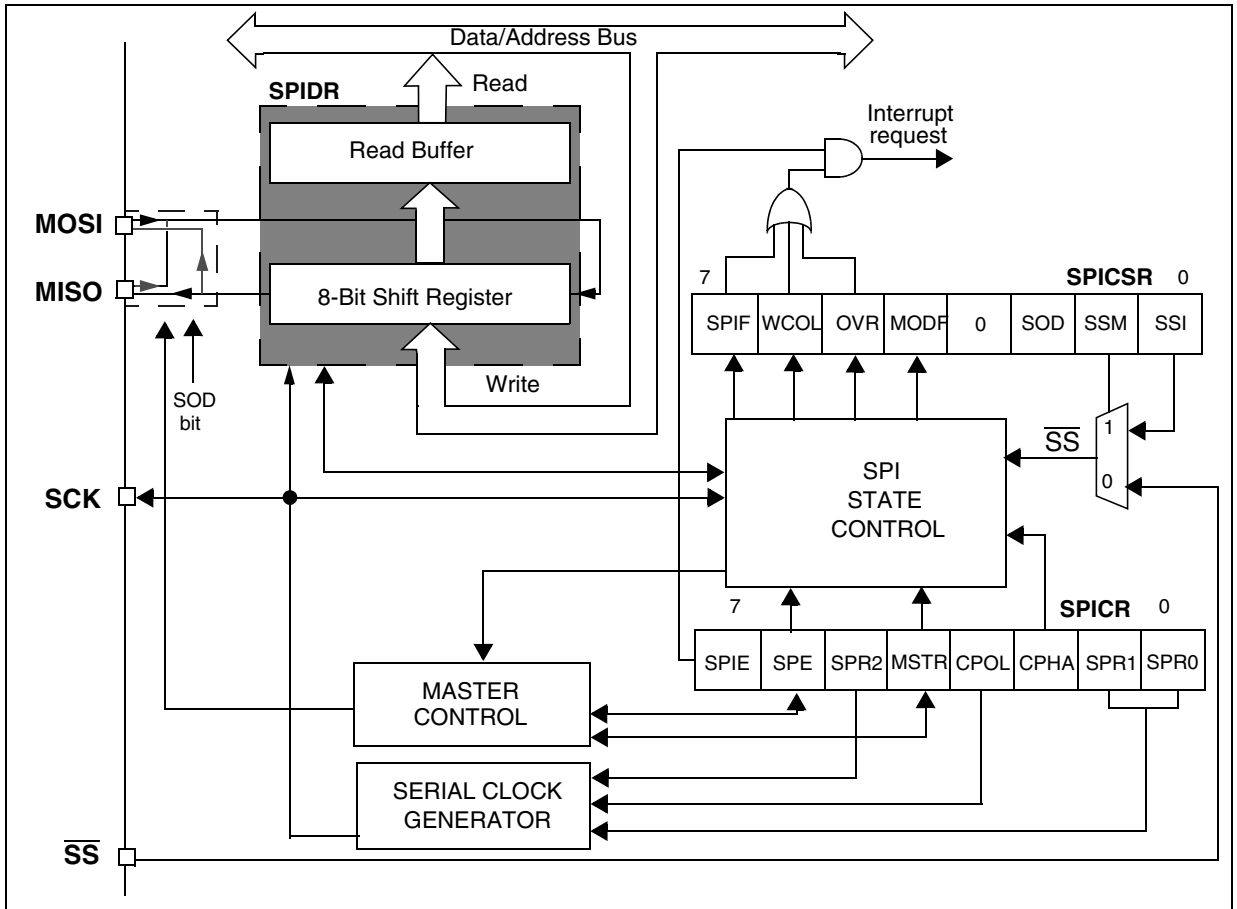 Data/Address Bus
SPIDR
Read
Read Buffer
Interrupt
request
MOSI
MISO
8-Bit Shift Register
Write
SOD
bit
7
SPICSR
0
SPIF WCOL OVR MODF 0 SOD SSM SSI
1
SS
0
SCK
SPI
STATE
CONTROL
7
SPICR
0
SPIE SPE SPR2 MSTR CPOL CPHA SPR1 SPR0
MASTER
CONTROL
SERIAL CLOCK
GENERATOR
SS